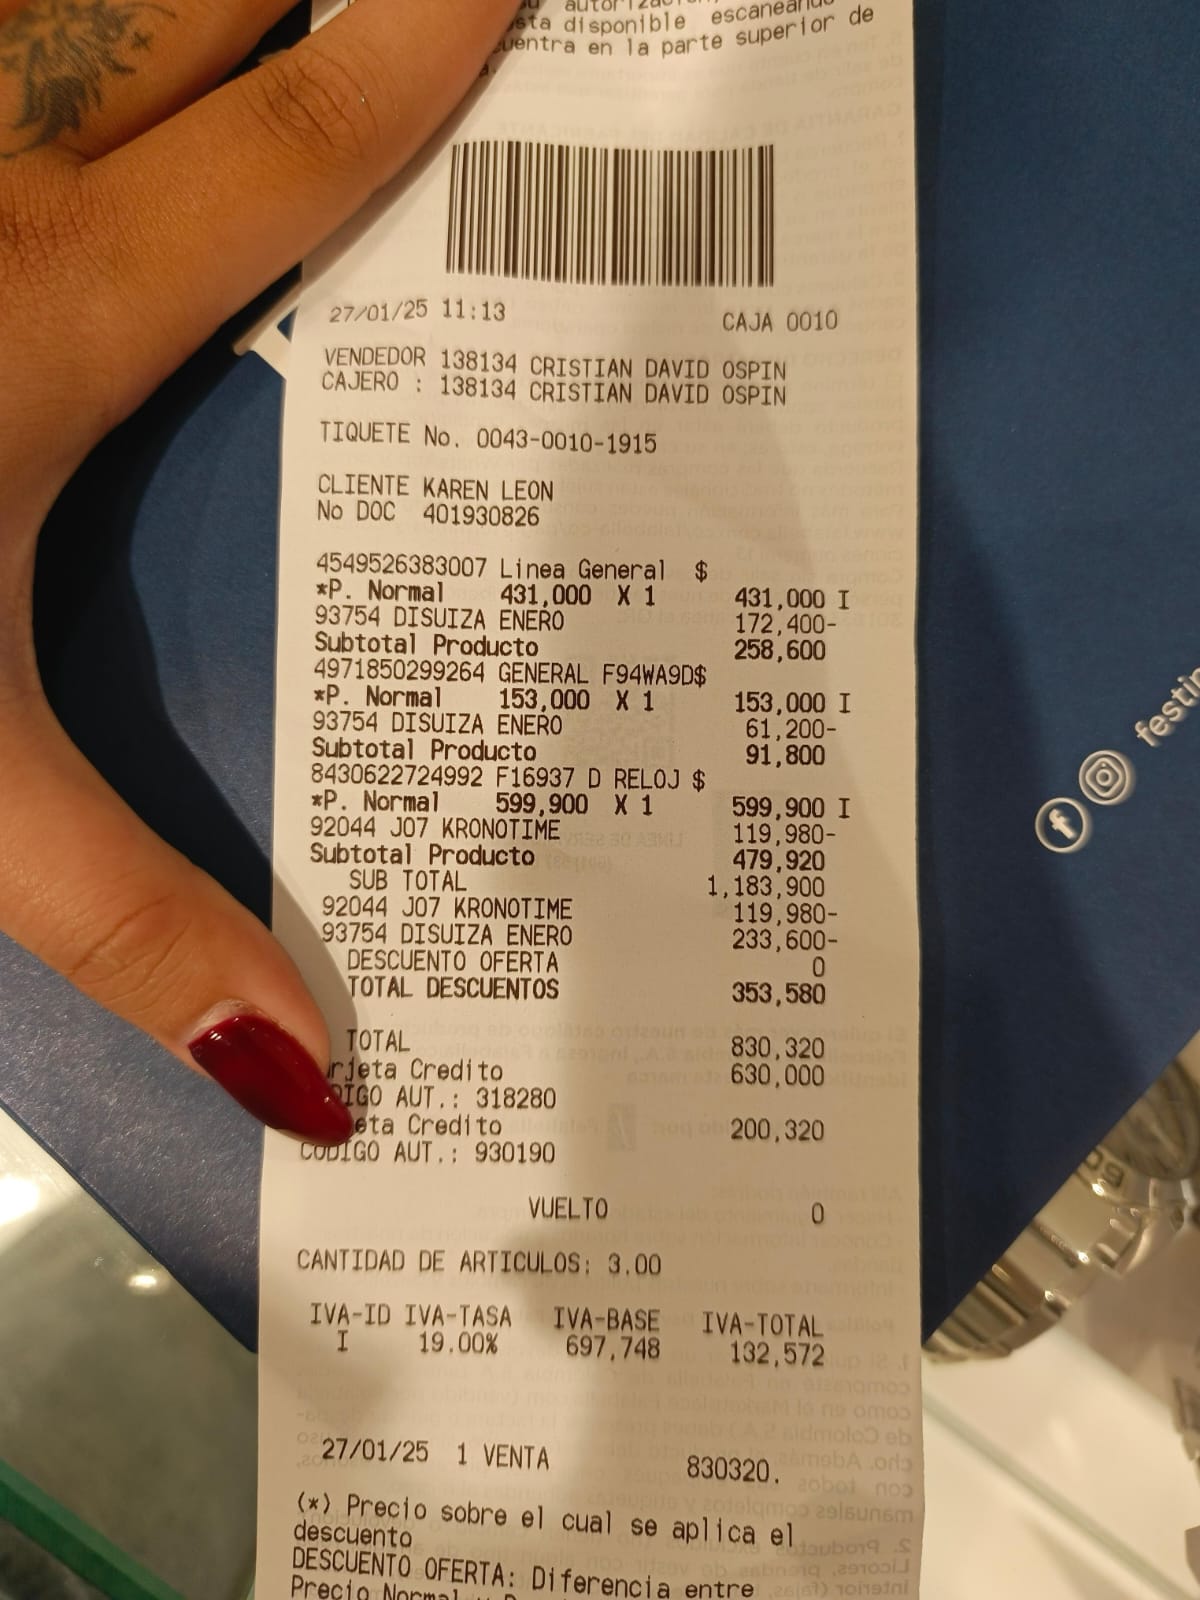 autorización
sta disponible escaneando
cuentra en la parte superior de
a.
27/01/25 11:13 CAJA 0010
VENDEDOR 138134 CRISTIAN DAVID OSPIN
CAJERO : 138134 CRISTIAN DAVID OSPIN
TIQUETE No. 0043-0010-1915
CLIENTE KAREN LEON
No DOC 401930826
4549526383007 Linea General $
*P. Normal 431,000 X 1 431,000 I
93754 DISUIZA ENERO 172,400-
Subtotal Producto 258,600
4971850299264 GENERAL F94WA9D$
*P. Normal 153,000 X 1 153,000 I
93754 DISUIZA ENERO 61,200-
Subtotal Producto 91,800
8430622724992 F16937 D RELOJ $
*P. Normal 599,900 X 1 599,900 I
92044 J07 KRONOTIME 119,980-
Subtotal Producto 479,920
SUB TOTAL 1,183,900
92044 J07 KRONOTIME 119,980-
93754 DISUIZA ENERO 233,600-
DESCUENTO OFERTA 0
TOTAL DESCUENTOS 353,580
TOTAL 830,320
rjeta Credito 630,000
DIGO AUT.: 318280
eta Credito 200,320
CODIGO AUT.: 930190
VUELTO 0
CANTIDAD DE ARTICULOS: 3.00
IVA-ID IVA-TASA IVA-BASE IVA-TOTAL
I 19.00% 697,748 132,572
27/01/25 1 VENTA 830320.
(*) Precio sobre el cual se aplica el
descuento
DESCUENTO OFERTA: Diferencia entre
Precio Normal y
festin